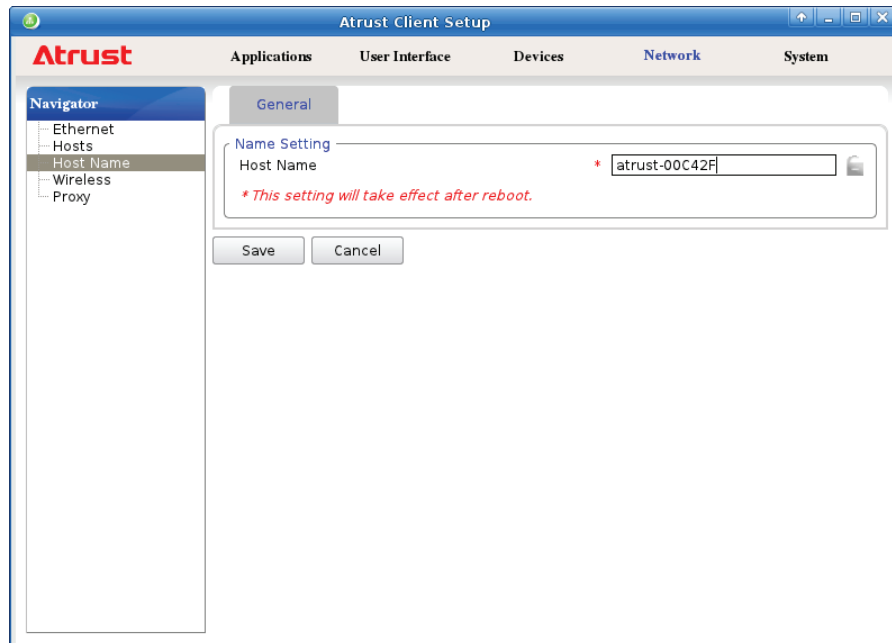 Atrust Client Setup
Atrust Applications User Interface Devices Network System
Navigator
Ethernet
Hosts
Host Name
Wireless
Proxy
General
Name Setting
Host Name * atrust-00C42F
* This setting will take effect after reboot.
Save Cancel